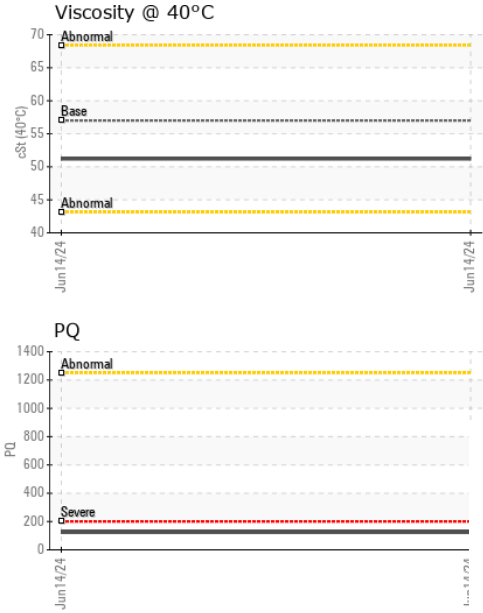 Viscosity @ 40°C
cSt (40°C)
70
65
60
55
50
45
40
Abnormal
Base
Abnormal
Jun14/24
Jun14/24
PQ
PQ
1400
1200
1000
800
600
400
200
0
Abnormal
Severe
Jun14/24